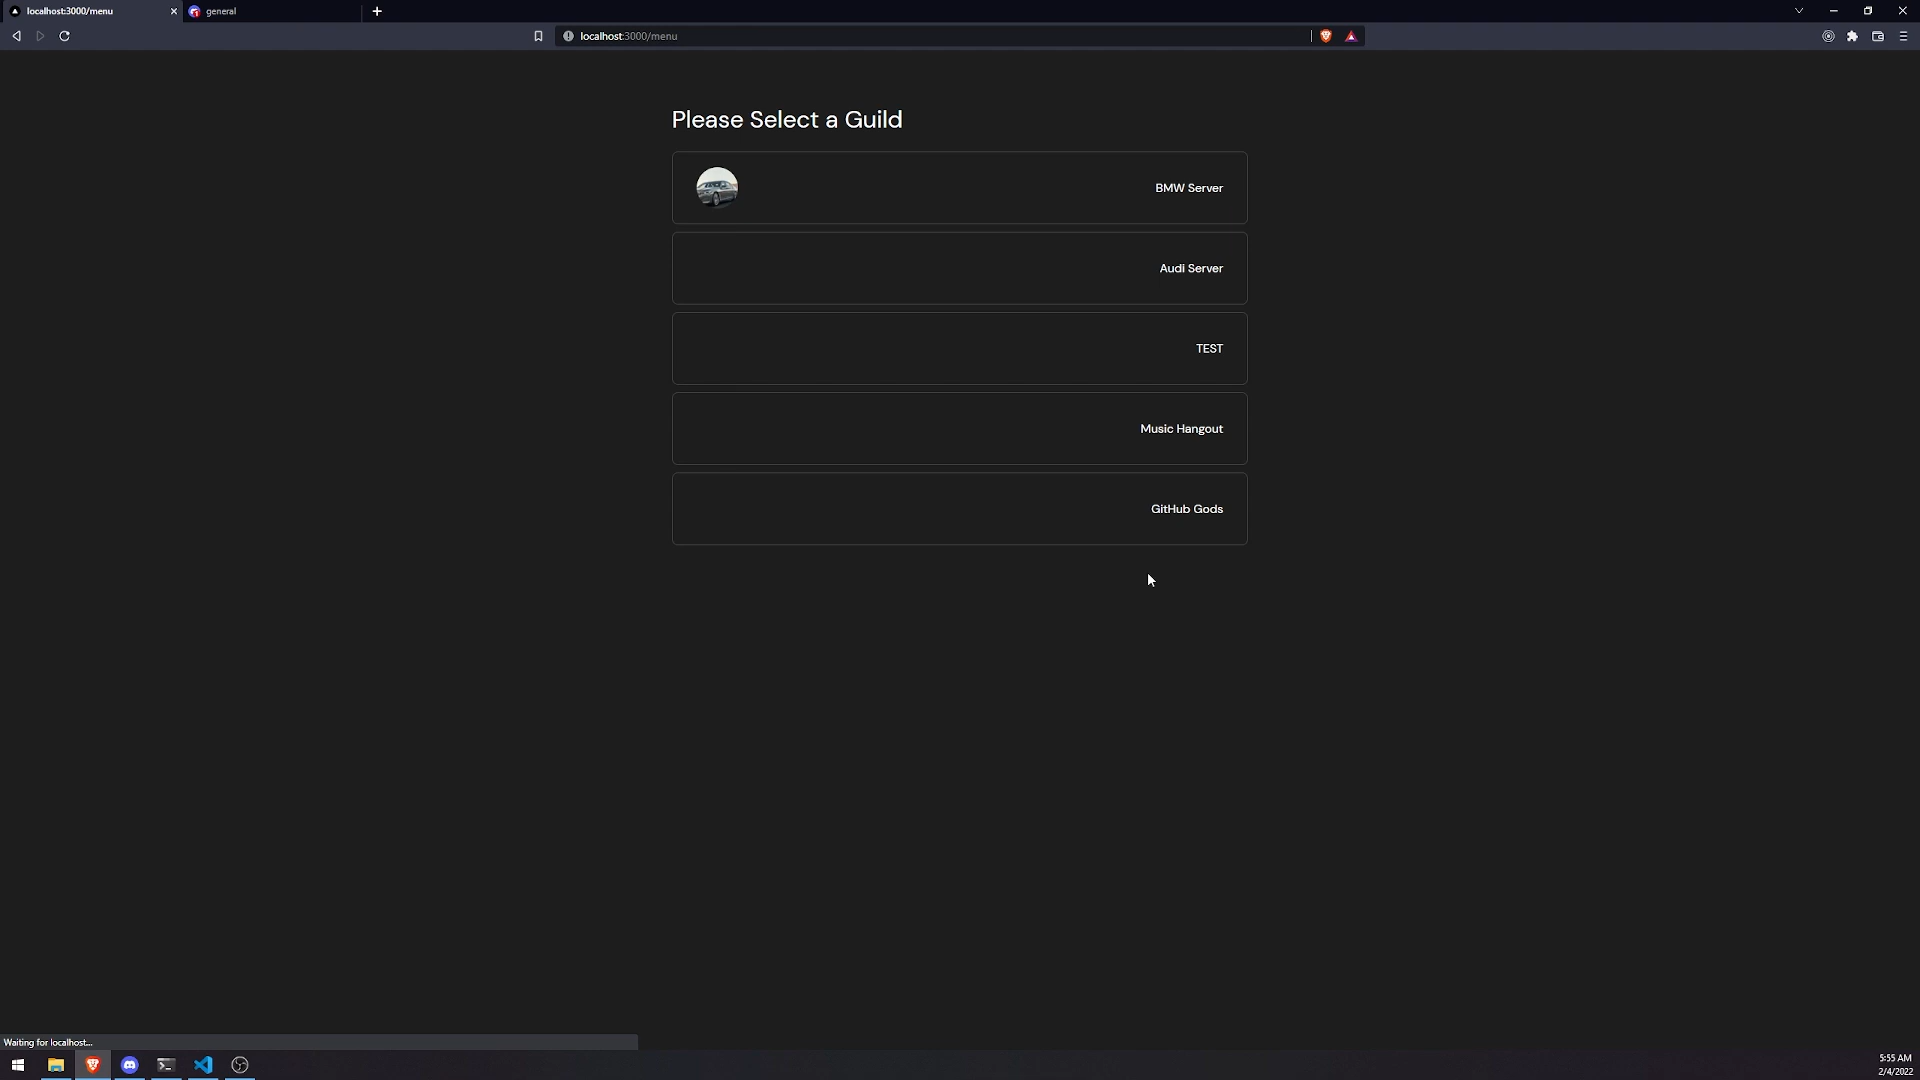 localhost:3000/menu
general
localhost:3000/menu
Please Select a Guild
BMW Server
Audi Server
TEST
Music Hangout
GitHub Gods
Waiting for localhost...
5:55 AM
2/4/2022